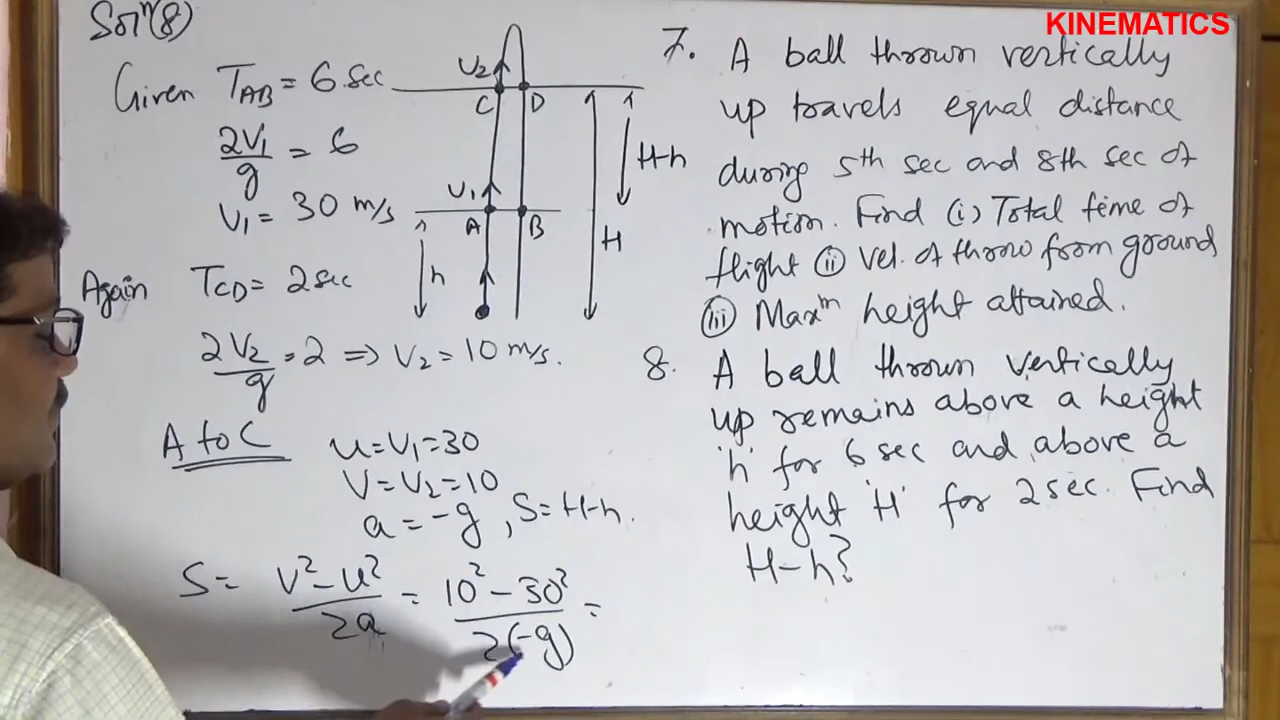 KINEMATICS
Solⁿ(8)
Given T_AB = 6 sec
2V₁/g = 6
V₁ = 30 m/s
Again T_CD = 2 sec
2V₂/g = 2 ⇒ V₂ = 10 m/s.
A to C
u = V₁ = 30
V = V₂ = 10
a = -g , S = H-h.
S = V² - u²/2a = 10² - 30²/2(-g) =
V₂
C D
V₁
A B
h
H
H-h
7. A ball thrown vertically
up travels equal distance
during 5th sec and 8th sec of
motion. Find (i) Total time of
flight (ii) Vel. of throw from ground
(iii) Maxᵐ height attained.
8. A ball thrown vertically
up remains above a height
'h' for 6 sec and above a
height 'H' for 2 sec. Find
H-h?